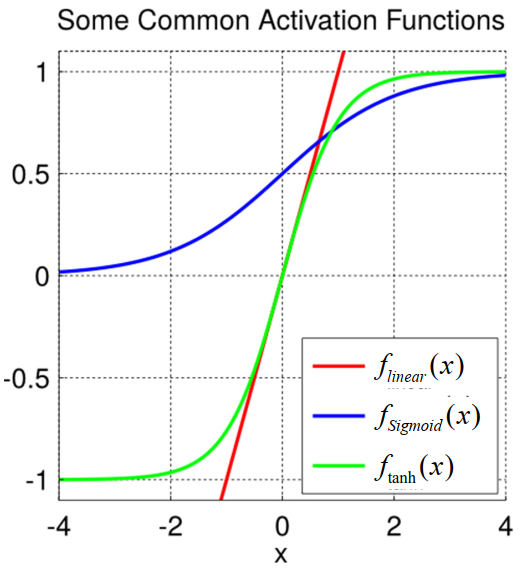 Some Common Activation Functions
1
0.5
0
-0.5
-1
f_linear(x)
f_Sigmoid(x)
f_tanh(x)
-4 -2 0 2 4
x